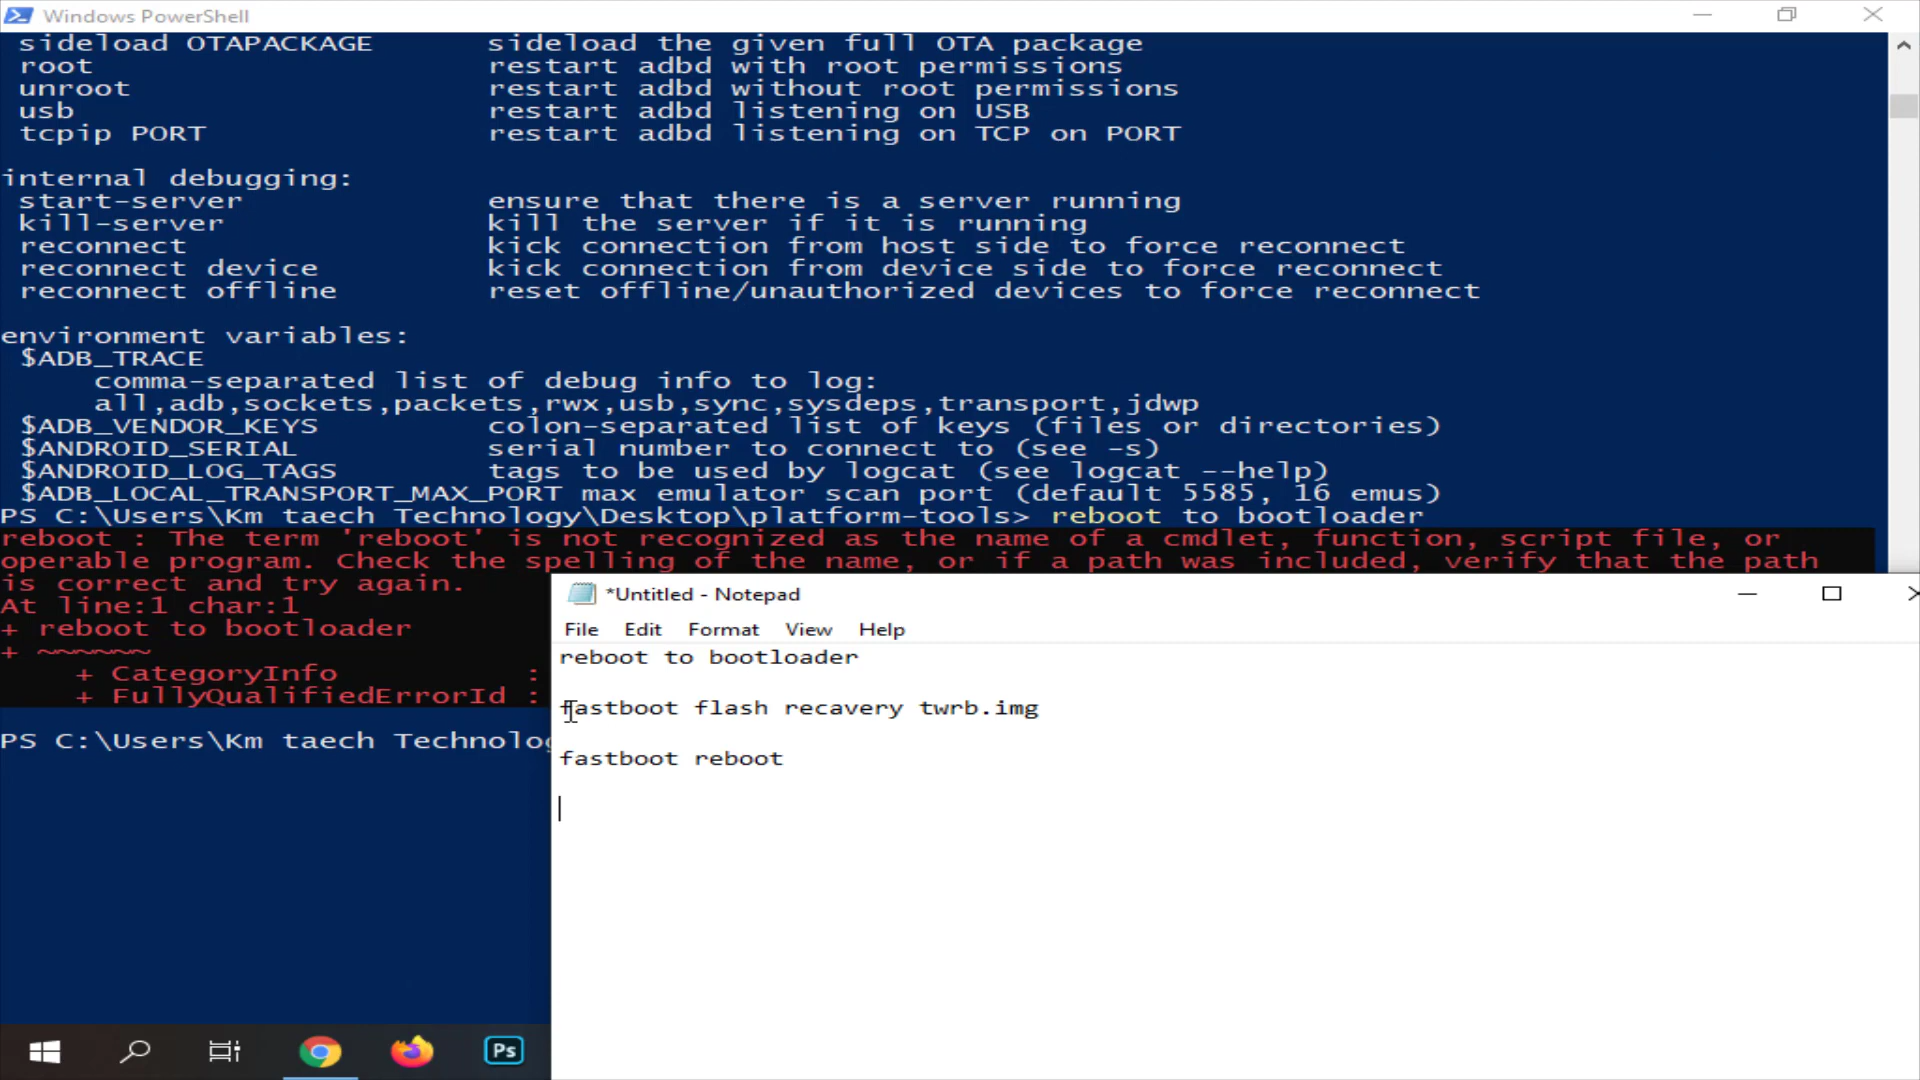 Windows PowerShell
sideload OTAPACKAGE sideload the given full OTA package
root restart adbd with root permissions
unroot restart adbd without root permissions
usb restart adbd listening on USB
tcpip PORT restart adbd listening on TCP on PORT
internal debugging:
start-server ensure that there is a server running
kill-server kill the server if it is running
reconnect kick connection from host side to force reconnect
reconnect device kick connection from device side to force reconnect
reconnect offline reset offline/unauthorized devices to force reconnect
environment variables:
$ADB_TRACE
comma-separated list of debug info to log:
all,adb,sockets,packets,rwx,usb,sync,sysdeps,transport,jdwp
$ADB_VENDOR_KEYS colon-separated list of keys (files or directories)
$ANDROID_SERIAL serial number to connect to (see -s)
$ANDROID_LOG_TAGS tags to be used by logcat (see logcat --help)
$ADB_LOCAL_TRANSPORT_MAX_PORT max emulator scan port (default 5585, 16 emus)
PS C:\Users\Km taech Technology\Desktop\platform-tools> reboot to bootloader
reboot : The term 'reboot' is not recognized as the name of a cmdlet, function, script file, or
operable program. Check the spelling of the name, or if a path was included, verify that the path
is correct and try again.
At line:1 char:1
+ reboot to bootloader
+ ~~~~~~
+ CategoryInfo :
+ FullyQualifiedErrorId :
PS C:\Users\Km taech Technolo
*Untitled - Notepad
File Edit Format View Help
reboot to bootloader
fastboot flash recavery twrb.img
fastboot reboot
Ps